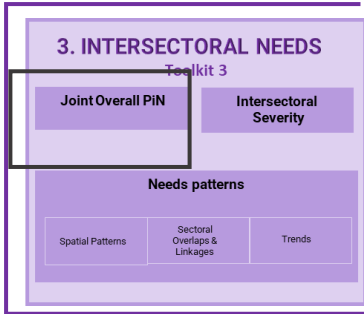 3. INTERSECTORAL NEEDS
Toolkit 3
Joint Overall PiN
Intersectoral
Severity
Needs patterns
Spatial Patterns
Sectoral
Overlaps &
Linkages
Trends